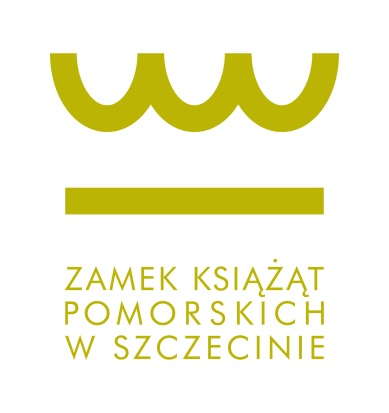 ZAMEK KSIĄŻĄT
POMORSKICH
W SZCZECINIE